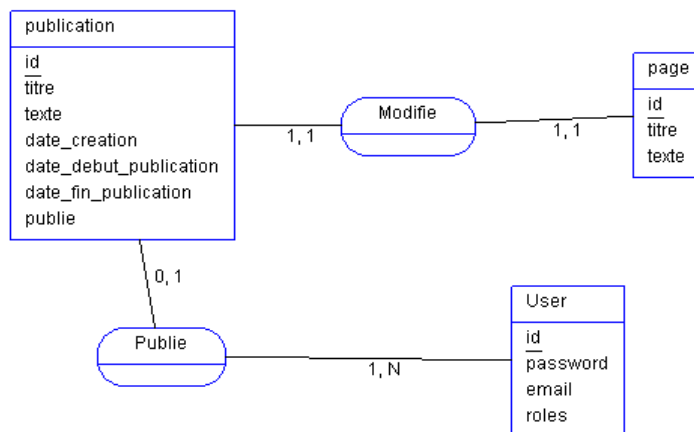 publication
id
titre
texte
date_creation
date_debut_publication
date_fin_publication
publie
1, 1
Modifie
1, 1
page
id
titre
texte
0, 1
Publie
1, N
User
id
password
email
roles